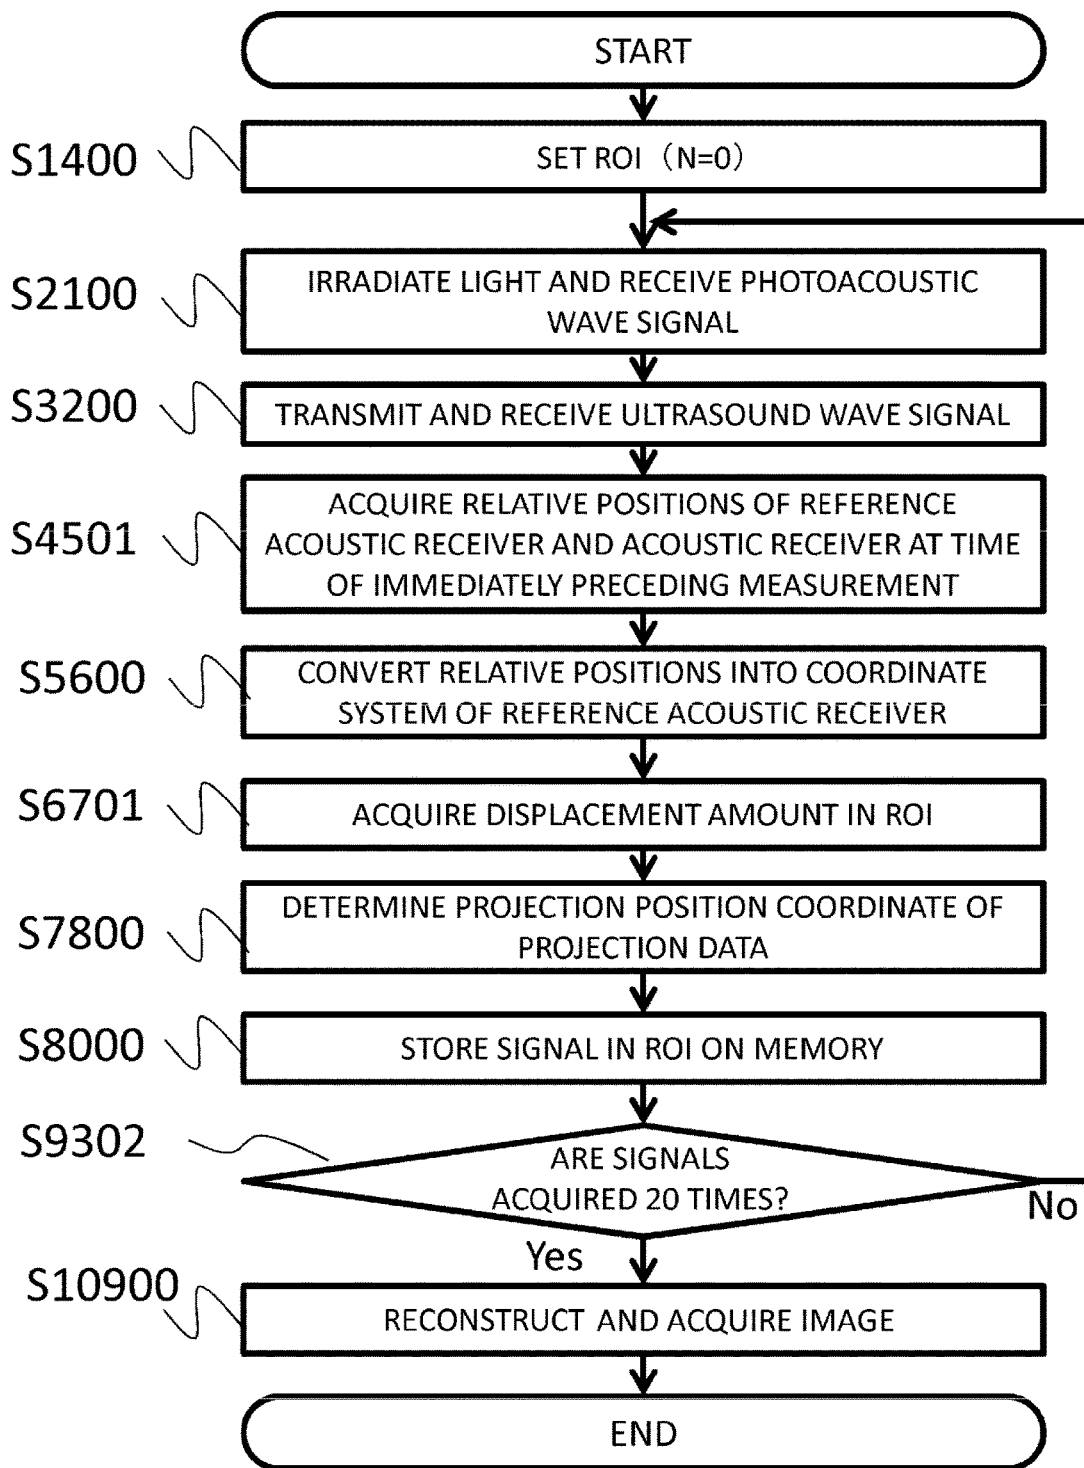 START
S1400
SET ROI (N=0)
S2100
IRRADIATE LIGHT AND RECEIVE PHOTOACOUSTIC
WAVE SIGNAL
S3200
TRANSMIT AND RECEIVE ULTRASOUND WAVE SIGNAL
S4501
ACQUIRE RELATIVE POSITIONS OF REFERENCE
ACOUSTIC RECEIVER AND ACOUSTIC RECEIVER AT TIME
OF IMMEDIATELY PRECEDING MEASUREMENT
S5600
CONVERT RELATIVE POSITIONS INTO COORDINATE
SYSTEM OF REFERENCE ACOUSTIC RECEIVER
S6701
ACQUIRE DISPLACEMENT AMOUNT IN ROI
S7800
DETERMINE PROJECTION POSITION COORDINATE OF
PROJECTION DATA
S8000
STORE SIGNAL IN ROI ON MEMORY
S9302
ARE SIGNALS
ACQUIRED 20 TIMES?
No
Yes
S10900
RECONSTRUCT AND ACQUIRE IMAGE
END